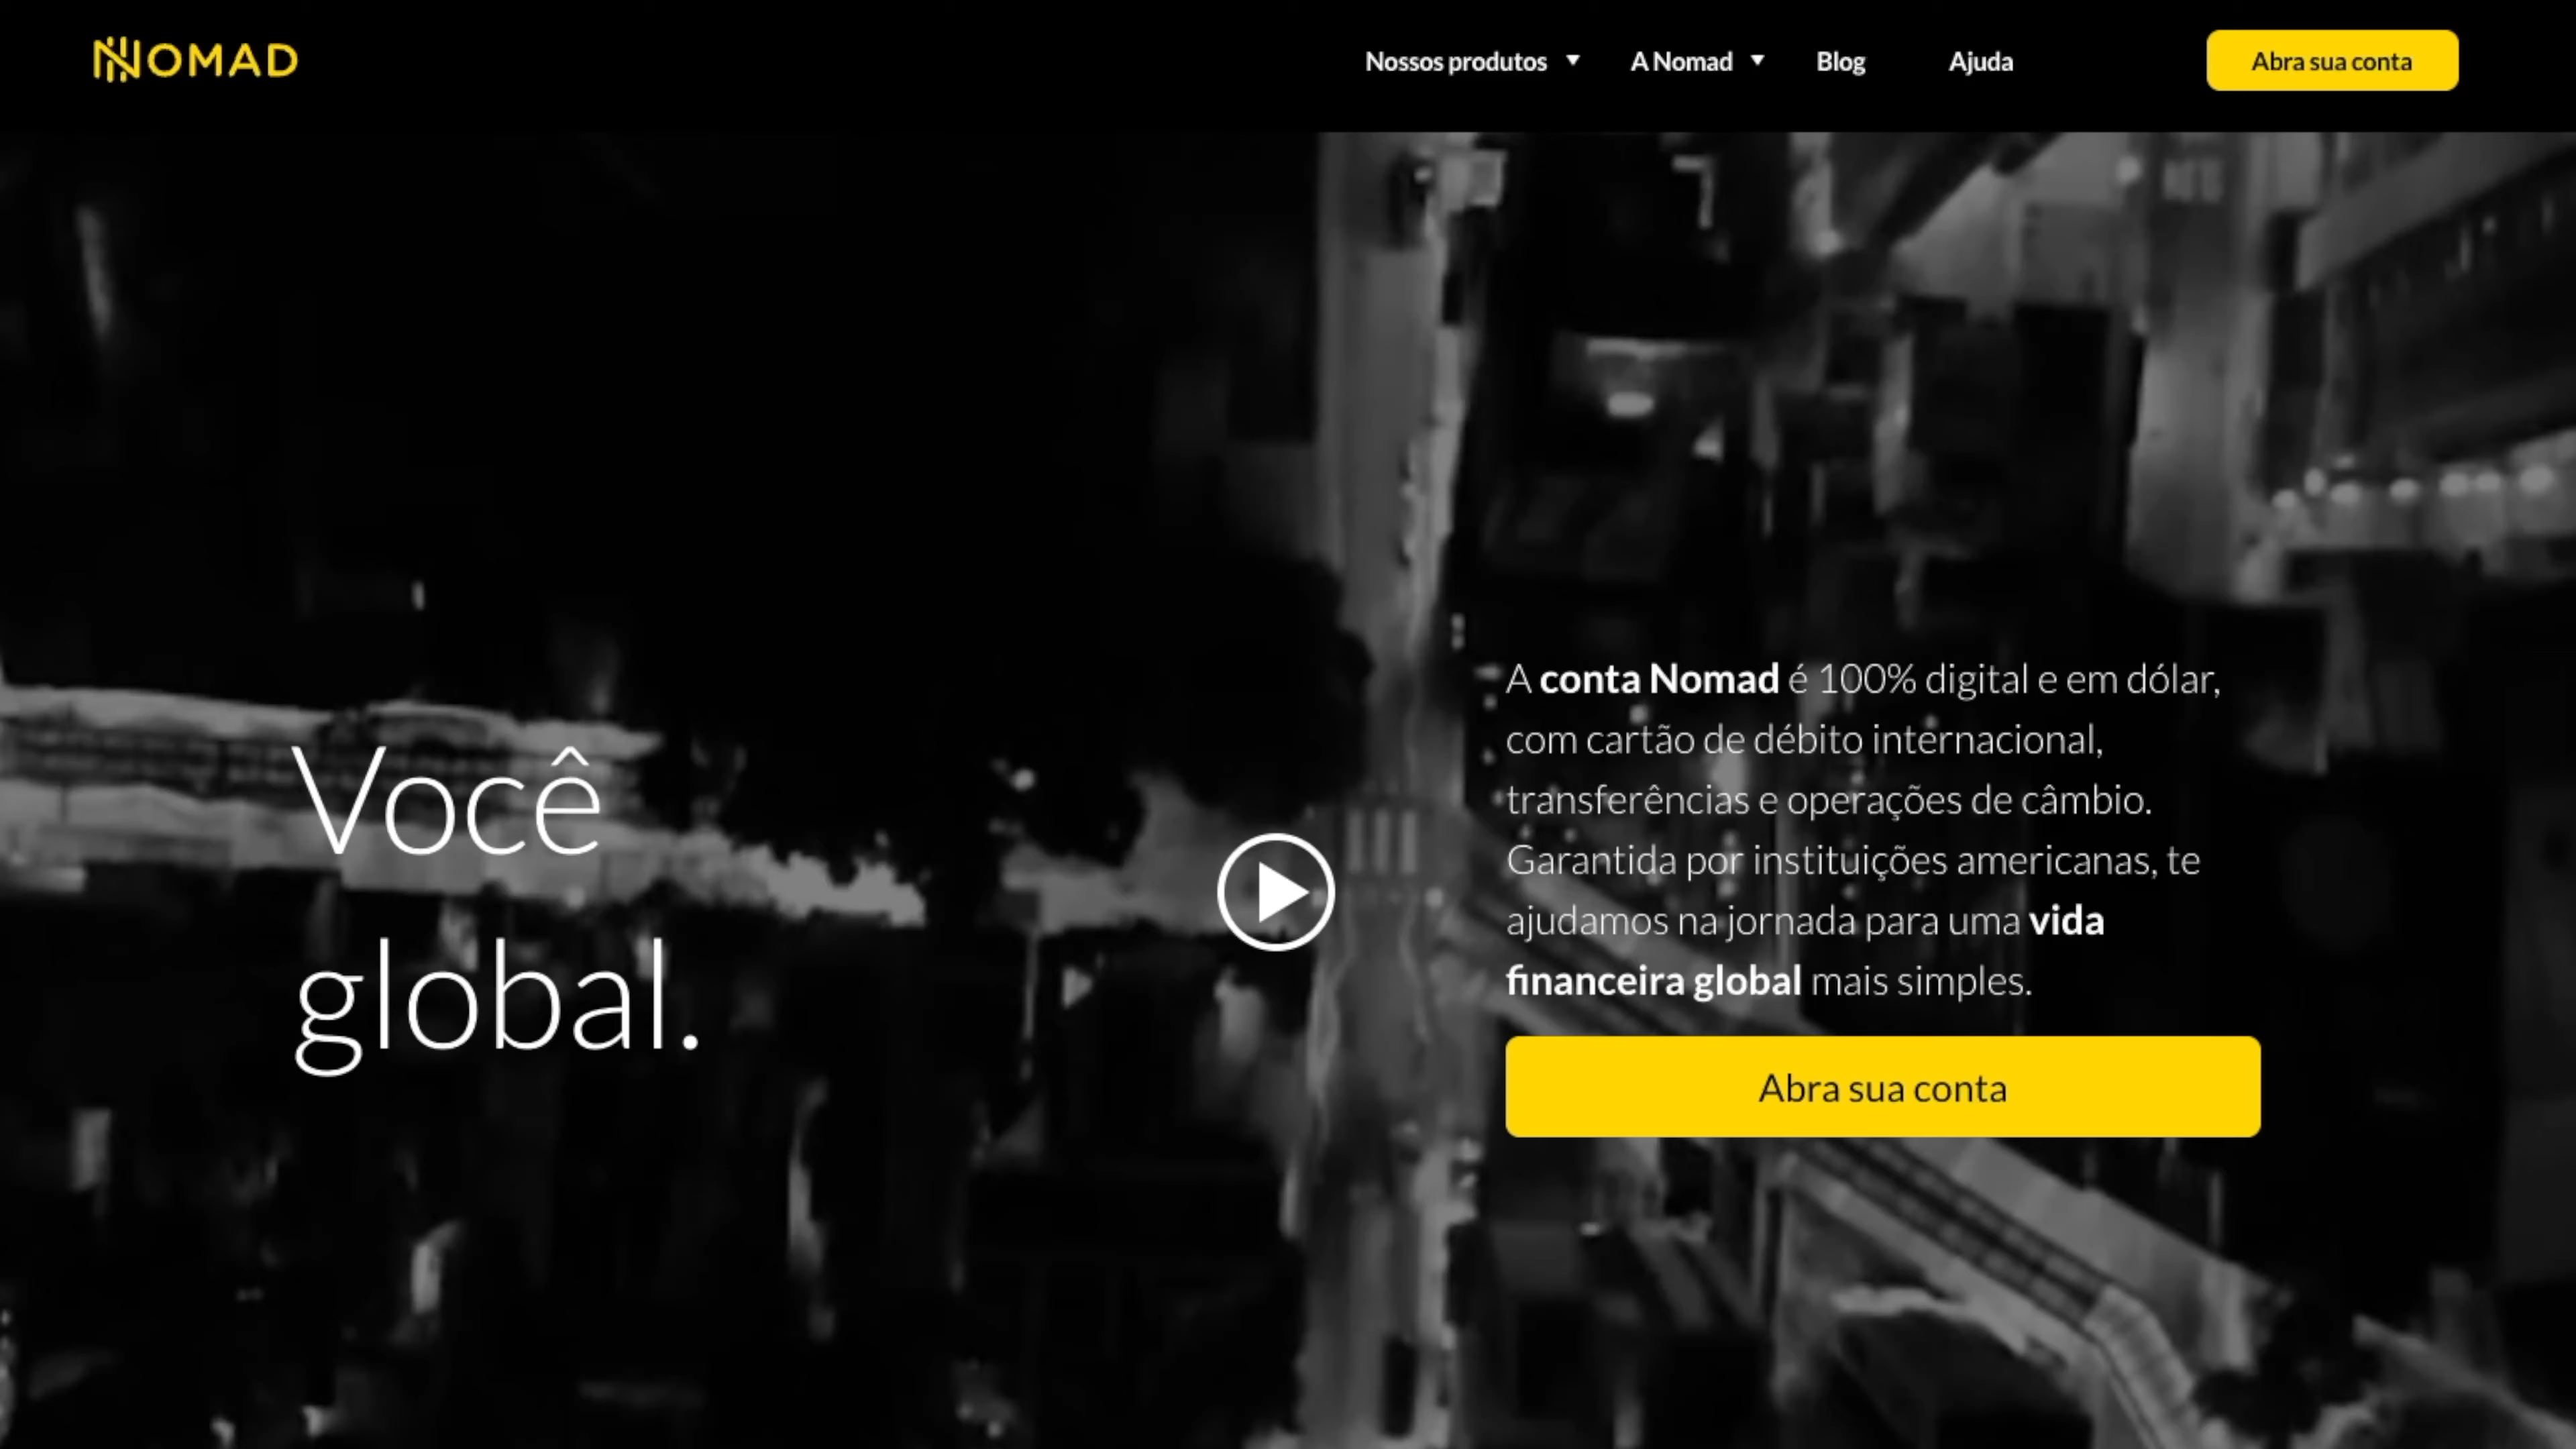 NOMAD
Nossos produtos
A Nomad
Blog
Ajuda
Abra sua conta
Você
global.
A conta Nomad é 100% digital e em dólar,
com cartão de débito internacional,
transferências e operações de câmbio.
Garantida por instituições americanas, te
ajudamos na jornada para uma vida
financeira global mais simples.
Abra sua conta